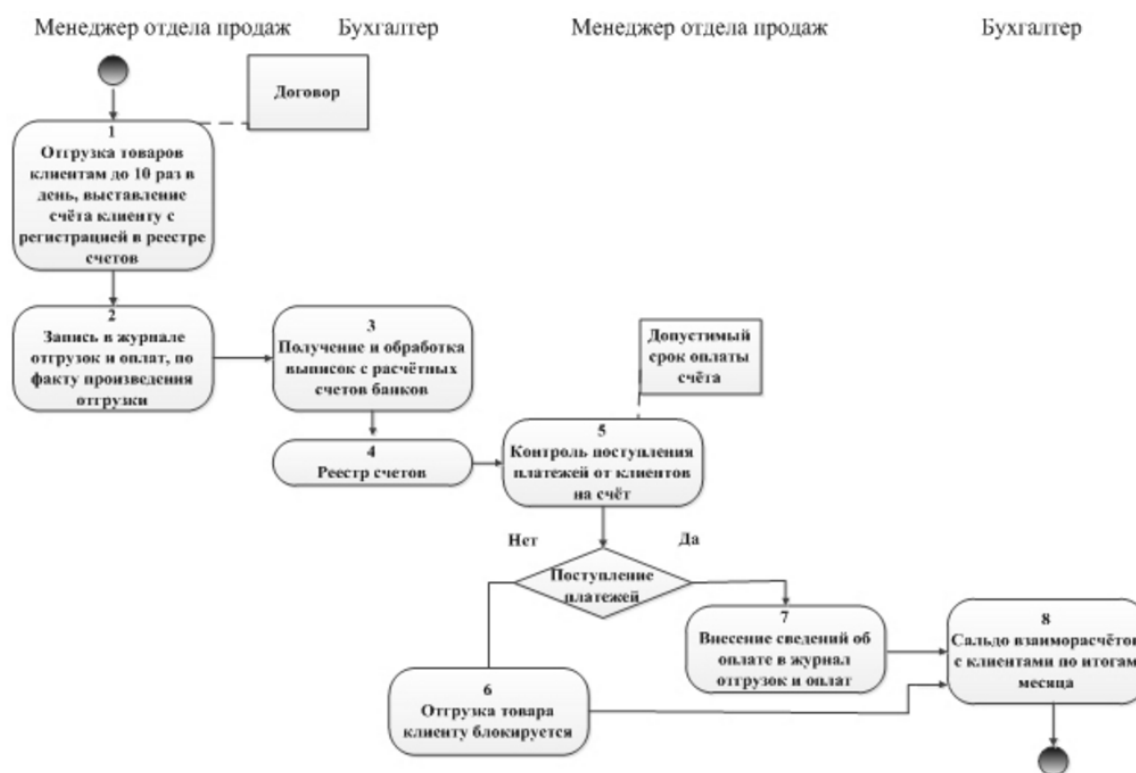 Менеджер отдела продаж Бухгалтер Менеджер отдела продаж Бухгалтер
Договор
1
Отгрузка товаров
клиентам до 10 раз в
день, выставление
счёта клиенту с
регистрацией в реестре
счетов
2
Запись в журнале
отгрузок и оплат, по
факту произведения
отгрузки
3
Получение и обработка
выписок с расчётных
счетов банков
4
Реестр счетов
Допустимый
срок оплаты
счёта
5
Контроль поступления
платежей от клиентов
на счёт
Нет
Да
Поступление
платежей
6
Отгрузка товара
клиенту блокируется
7
Внесение сведений об
оплате в журнал
отгрузок и оплат
8
Сальдо взаиморасчётов
с клиентами по итогам
месяца